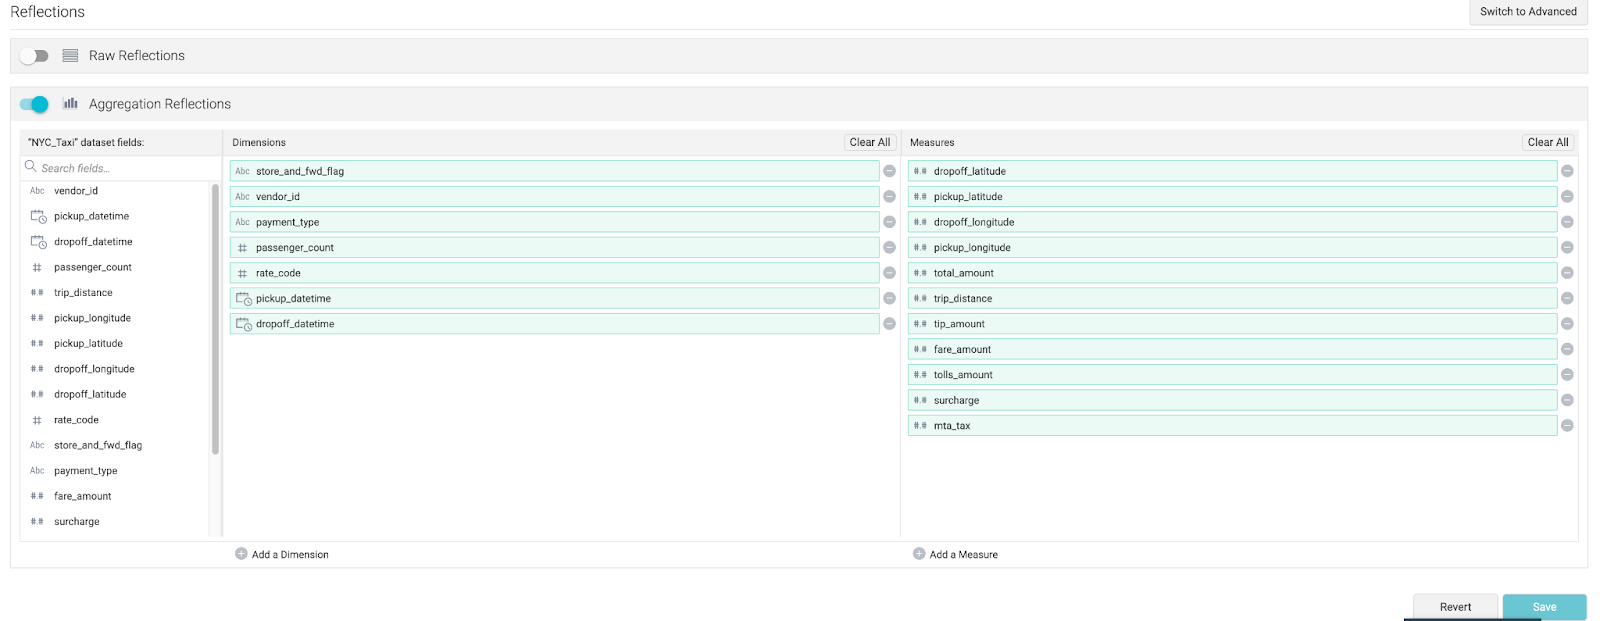 Reflections
Switch to Advanced
Raw Reflections
Aggregation Reflections
"NYC_Taxi" dataset fields:
Search fields...
Abc vendor_id
pickup_datetime
dropoff_datetime
# passenger_count
#.# trip_distance
#.# pickup_longitude
#.# pickup_latitude
#.# dropoff_longitude
#.# dropoff_latitude
# rate_code
Abc store_and_fwd_flag
Abc payment_type
#.# fare_amount
#.# surcharge
Dimensions
Clear All
Abc store_and_fwd_flag
Abc vendor_id
Abc payment_type
# passenger_count
# rate_code
pickup_datetime
dropoff_datetime
Add a Dimension
Measures
Clear All
#.# dropoff_latitude
#.# pickup_latitude
#.# dropoff_longitude
#.# pickup_longitude
#.# total_amount
#.# trip_distance
#.# tip_amount
#.# fare_amount
#.# tolls_amount
#.# surcharge
#.# mta_tax
Add a Measure
Revert
Save